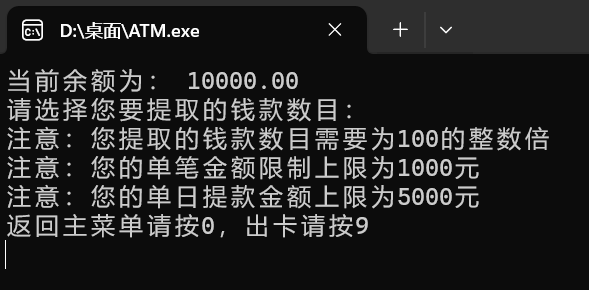 D:\桌面\ATM.exe
当前余额为: 10000.00
请选择您要提取的钱款数目:
注意: 您提取的钱款数目需要为100的整数倍
注意: 您的单笔金额限制上限为1000元
注意: 您的单日提款金额上限为5000元
返回主菜单请按0, 出卡请按9